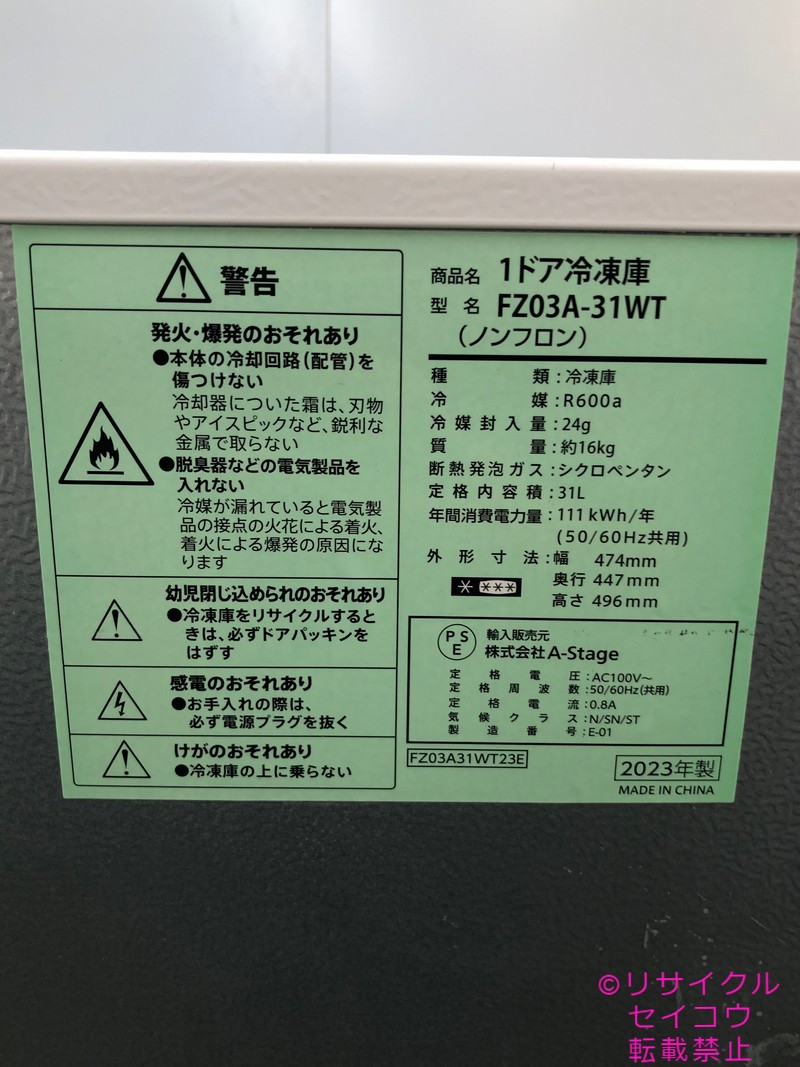 警告
発火・爆発のおそれあり
●本体の冷却回路(配管)を
傷つけない
冷却器についた霜は、刃物
やアイスピックなど、鋭利な
金属で取らない
●脱臭器などの電気製品を
入れない
冷媒が漏れていると電気製
品の接点の火花による着火、
着火による爆発の原因にな
ります
幼児閉じ込められのおそれあり
●冷凍庫をリサイクルすると
きは、必ずドアパッキンを
はずす
感電のおそれあり
●お手入れの際は、
必ず電源プラグを抜く
けがのおそれあり
●冷凍庫の上に乗らない
商品名 1ドア冷凍庫
型名 FZ03A-31WT
(ノンフロン)
種類:冷凍庫
冷媒:R600a
冷媒封入量:24g
質量:約16kg
断熱発泡ガス:シクロペンタン
定格内容積:31L
年間消費電力量:111kWh/年
(50/60Hz共用)
外形寸法:幅 474mm
奥行 447mm
高さ 496mm
PSE
輸入販売元
株式会社A-Stage
定格電圧:AC100V〜
定格周波数:50/60Hz(共用)
定格電流:0.8A
気候クラス:N/SN/ST
製造番号:E-01
FZ03A31WT23E
2023年製
MADE IN CHINA
©リサイクル
セイコウ
転載禁止